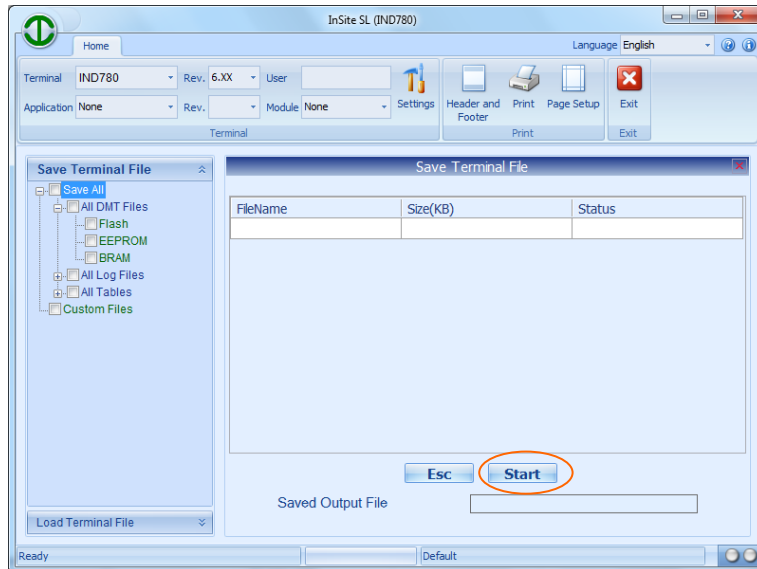 InSite SL (IND780)
Home
Language English
Terminal IND780 Rev. 6.XX User
Application None Rev. Module None
Settings
Header and Footer
Print
Page Setup
Exit
Terminal
Print
Exit
Save Terminal File
Save All
All DMT Files
Flash
EEPROM
BRAM
All Log Files
All Tables
Custom Files
Load Terminal File
Save Terminal File
FileName Size(KB) Status
Esc Start
Saved Output File
Ready Default